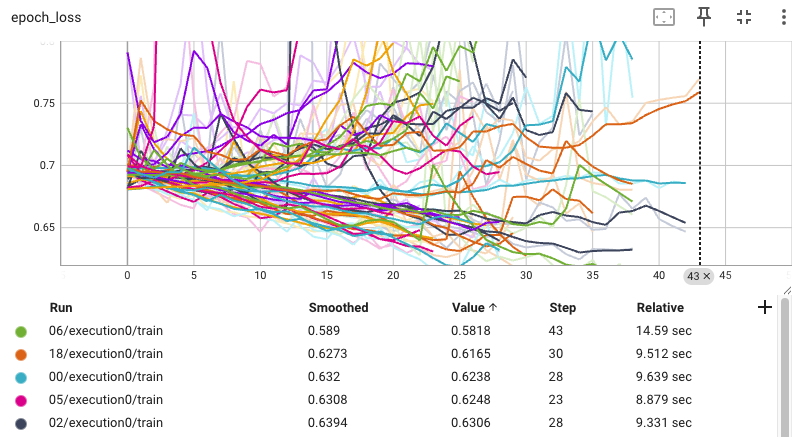 epoch_loss
0.75
0.7
0.65
0 5 10 15 20 25 30 35 40 43 × 45
Run Smoothed Value ↑ Step Relative
06/execution0/train 0.589 0.5818 43 14.59 sec
18/execution0/train 0.6273 0.6165 30 9.512 sec
00/execution0/train 0.632 0.6238 28 9.639 sec
05/execution0/train 0.6308 0.6248 23 8.879 sec
02/execution0/train 0.6394 0.6306 28 9.331 sec